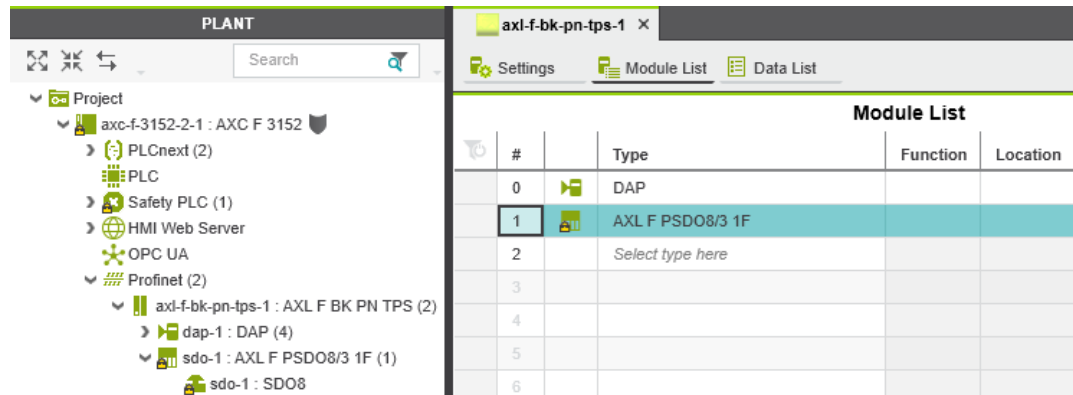 PLANT
Search
Project
axc-f-3152-2-1 : AXC F 3152
PLCnext (2)
PLC
Safety PLC (1)
HMI Web Server
OPC UA
Profinet (2)
axl-f-bk-pn-tps-1 : AXL F BK PN TPS (2)
dap-1 : DAP (4)
sdo-1 : AXL F PSDO8/3 1F (1)
sdo-1 : SDO8
axl-f-bk-pn-tps-1 ×
Settings Module List Data List
Module List
# Type Function Location
0 DAP
1 AXL F PSDO8/3 1F
2 Select type here
3
4
5
6